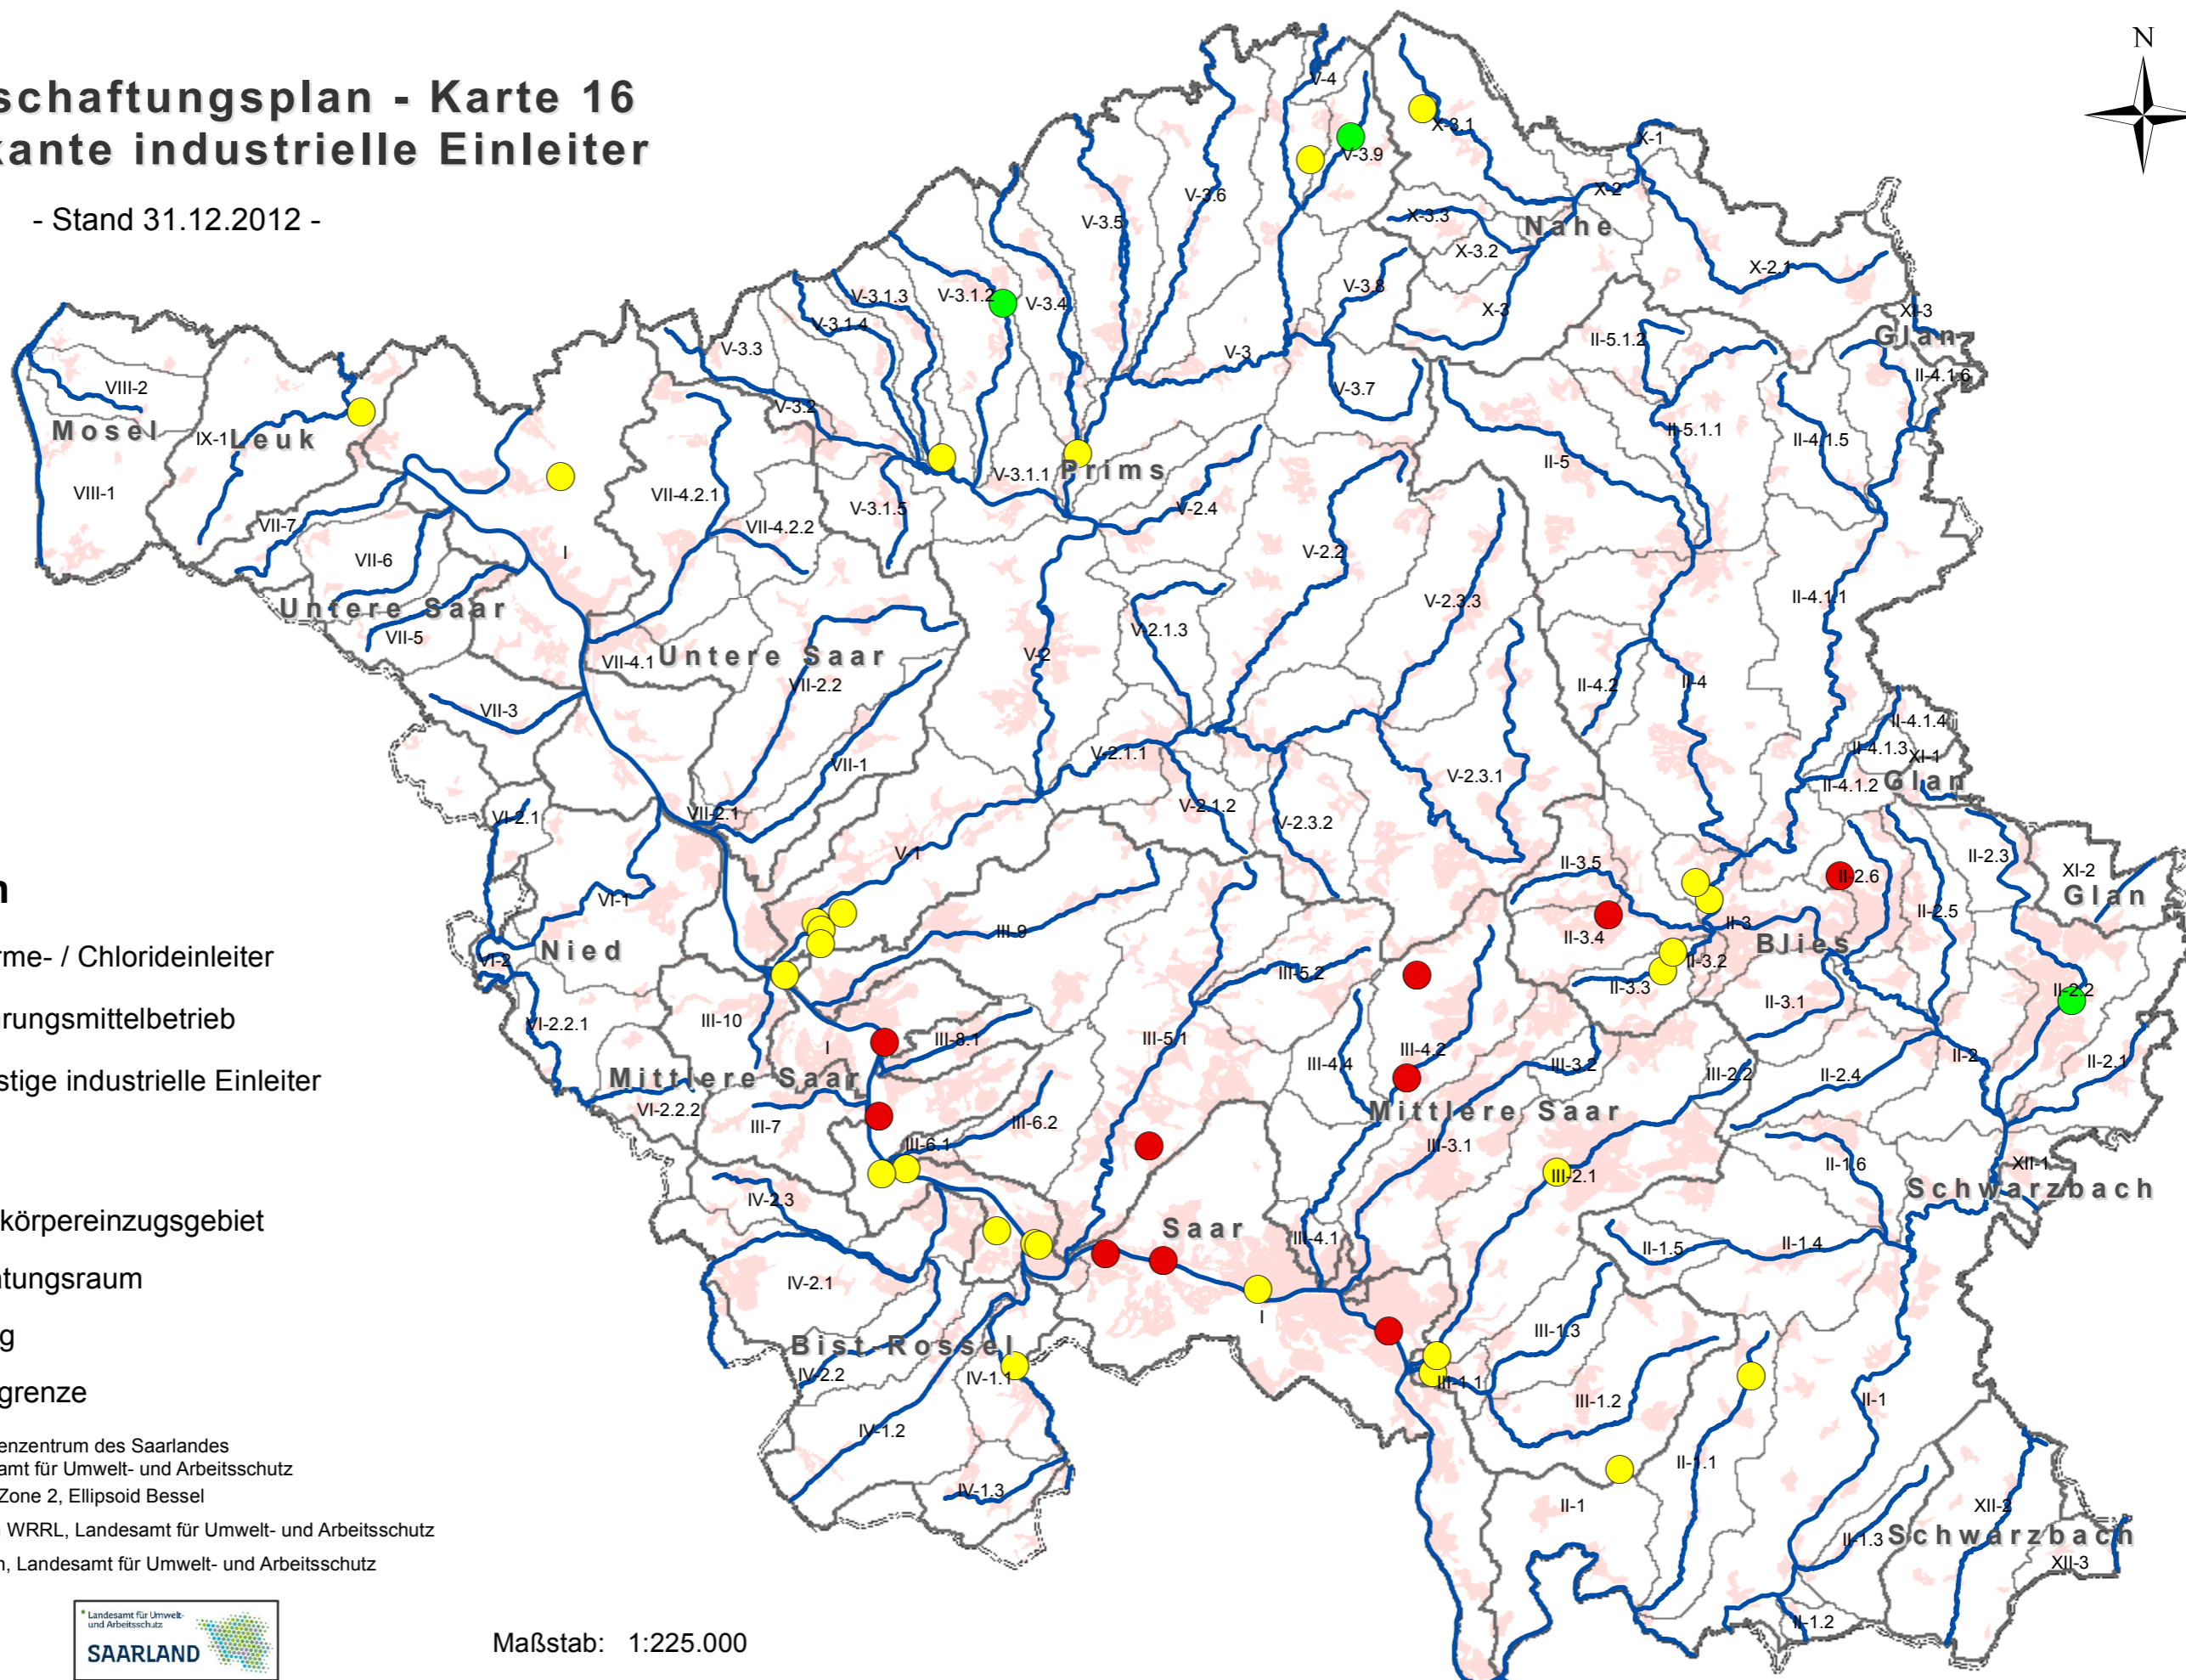 schaftungsplan - Karte 16
kante industrielle Einleiter
- Stand 31.12.2012 -
N
V-4
X-3.1
X-1
V-3.9
X-2
V-3.6
V-3.5
X-3.3
Nahe
X-3.2
X-2.1
V-3.8
V-3.1.3
V-3.1.2
V-3.4
X-3
XI-3
V-3.1.4
Glan
II-5.1.2
V-3.3
V-3
II-4.1.6
VIII-2
V-3.7
V-3.2
Mosel
IX-1
Leuk
II-5.1.1
II-4.1.5
II-5
V-3.1.1
Prims
VIII-1
VII-4.2.1
V-3.1.5
V-2.4
VII-7
VII-4.2.2
I
V-2.2
VII-6
II-4.1.1
V-2.3.3
Untere Saar
V-2.1.3
VII-5
V-2
VII-4.1
Untere Saar
VII-2.2
II-4.2
II-4
VII-3
II-4.1.4
II-4.1.3
V-2.1.1
XI-1
VII-1
V-2.3.1
II-4.1.2
Glan
V-2.1.2
VI-2.1
VII-2.1
V-2.3.2
V-1
II-3.5
II-2.3
II-2.6
XI-2
Glan
VI-1
II-2.5
n
III-9
II-3.4
II-3
Blies
Nied
rme- / Chlorideinleiter
VI-2
II-3.2
III-5.2
II-3.3
II-2.2
II-3.1
hrungsmittelbetrieb
VI-2.2.1
III-10
III-8.1
III-5.1
I
III-4.2
II-2
III-4.4
III-3.2
II-2.1
III-2.2
II-2.4
Mittlere Saar
stige industrielle Einleiter
VI-2.2.2
Mittlere Saar
III-7
III-6.2
III-6.1
III-3.1
II-1.6
XII-1
III-2.1
Schwarzbach
IV-2.3
körpereinzugsgebiet
Saar
III-4.1
II-1.5
II-1.4
htungsraum
IV-2.1
I
g
III-1.3
Bist-Rossel
IV-2.2
IV-1.1
III-1.1
grenze
III-1.2
II-1
IV-1.2
enzentrum des Saarlandes
amt für Umwelt- und Arbeitsschutz
II-1.1
Zone 2, Ellipsoid Bessel
IV-1.3
II-1
XII-2
WRRL, Landesamt für Umwelt- und Arbeitsschutz
II-1.3
Schwarzbach
n, Landesamt für Umwelt- und Arbeitsschutz
XII-3
Landesamt für Umwelt-
und Arbeitsschutz
SAARLAND
II-1.2
Maßstab: 1:225.000